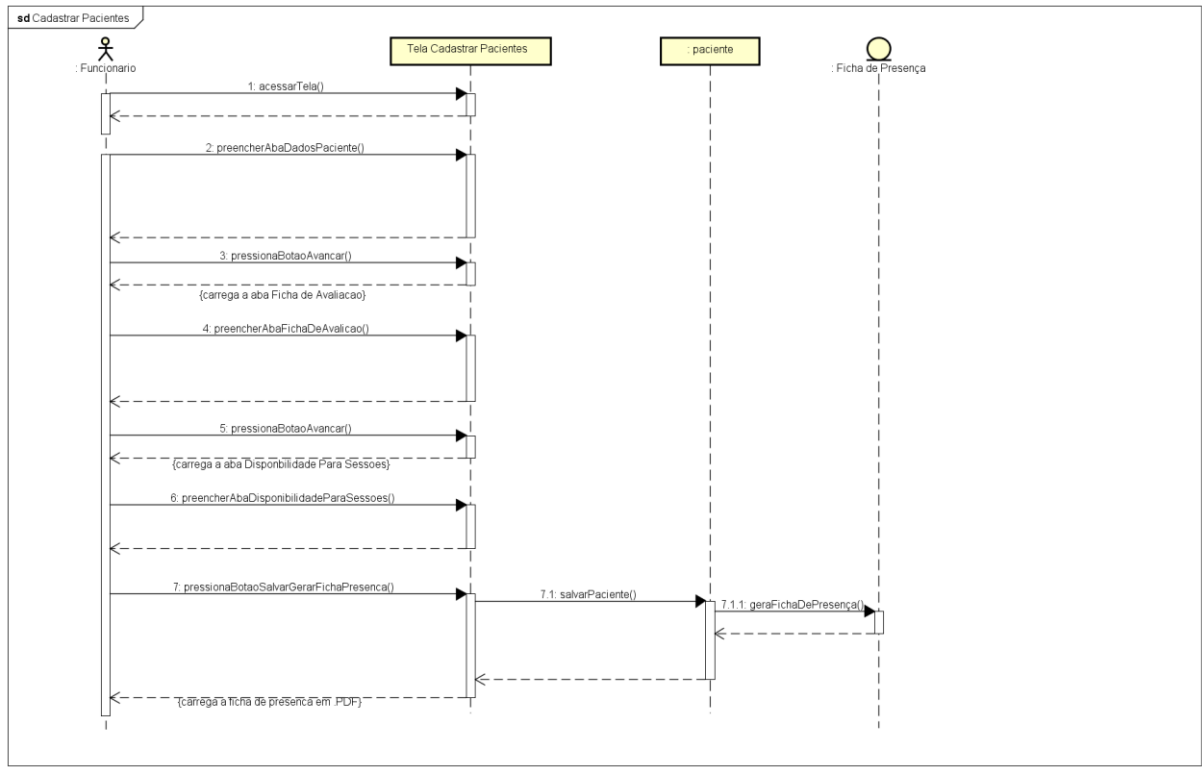 sd Cadastrar Pacientes
: Funcionario
Tela Cadastrar Pacientes
: paciente
: Ficha de Presença
1: acessarTela()
2: preencherAbaDadosPaciente()
3: pressionaBotaoAvancar()
{carrega a aba Ficha de Avaliacao}
4: preencherAbaFichaDeAvalicao()
5: pressionaBotaoAvancar()
{carrega a aba Disponbilidade Para Sessoes}
6: preencherAbaDisponibilidadeParaSessoes()
7: pressionaBotaoSalvarGerarFichaPresenca()
7.1: salvarPaciente()
7.1.1: geraFichaDePresença()
{carrega a ficha de presenca em .PDF}